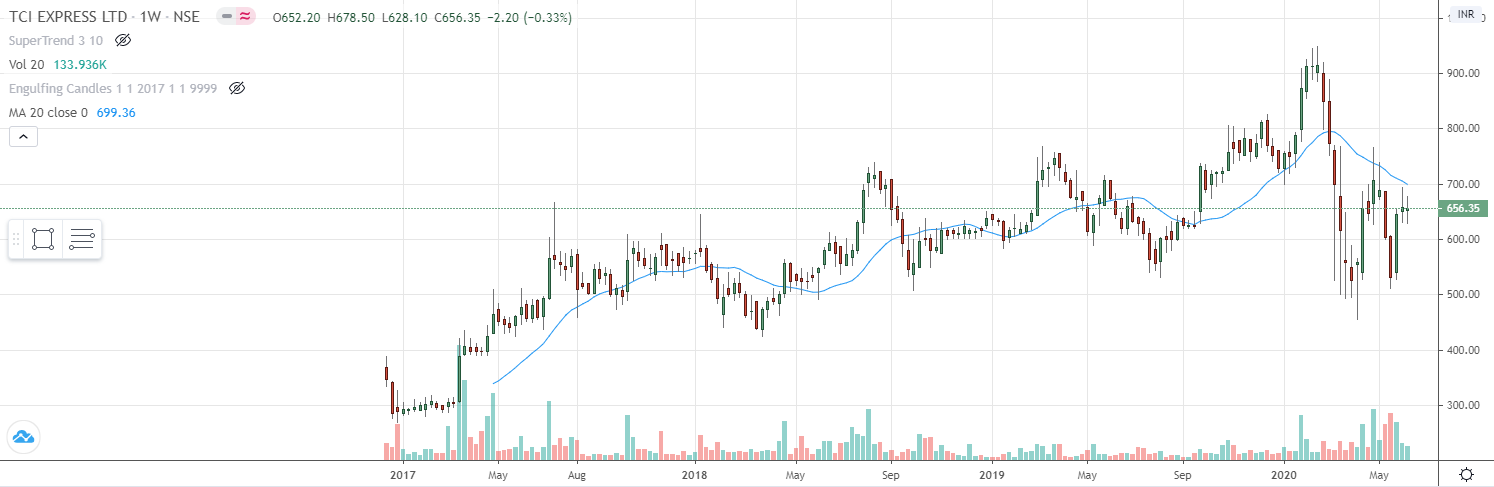 TCI EXPRESS LTD · 1W · NSE O652.20 H678.50 L628.10 C656.35 −2.20 (−0.33%)
INR
SuperTrend 3 10
Vol 20 133.936K
Engulfing Candles 1 1 2017 1 1 9999
MA 20 close 0 699.36
900.00
800.00
700.00
656.35
600.00
500.00
400.00
300.00
2017 May Aug 2018 May Sep 2019 May Sep 2020 May